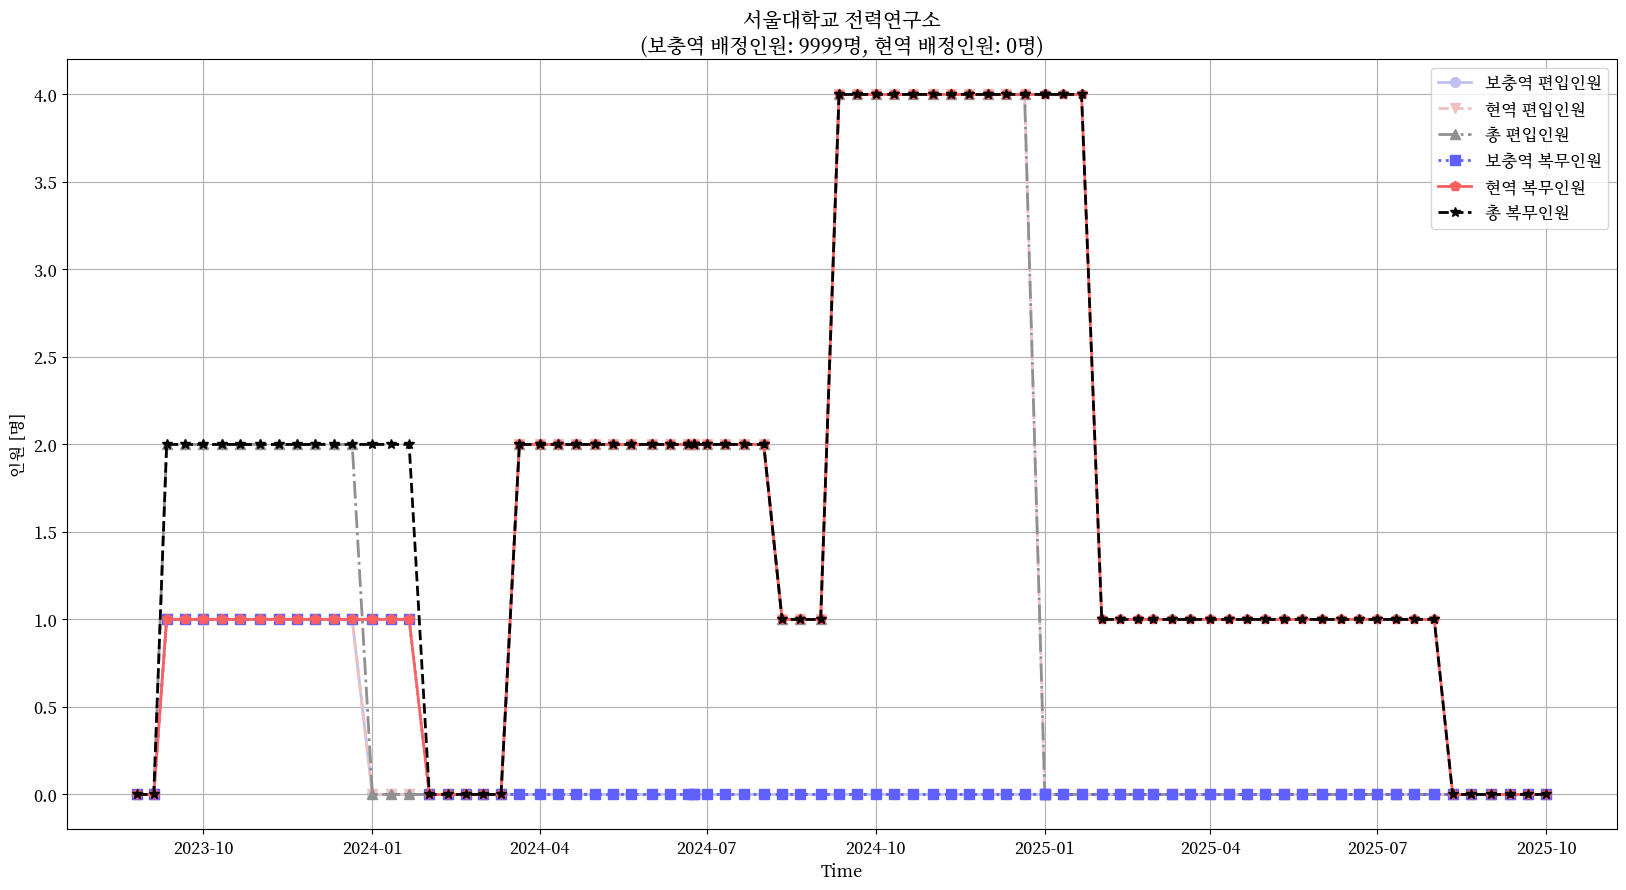 서울대학교 전력연구소
(보충역 배정인원: 9999명, 현역 배정인원: 0명)
보충역 편입인원
현역 편입인원
총 편입인원
보충역 복무인원
현역 복무인원
총 복무인원
인원 [명]
4.0
3.5
3.0
2.5
2.0
1.5
1.0
0.5
0.0
2023-10
2024-01
2024-04
2024-07
2024-10
2025-01
2025-04
2025-07
2025-10
Time